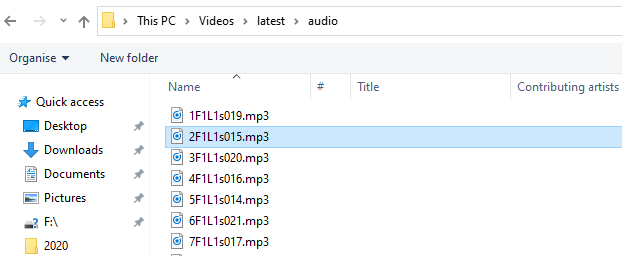 This PC > Videos > latest > audio
Organise New folder
Name # Title Contributing artists
Quick access
Desktop
Downloads
Documents
Pictures
F:\
2020
1F1L1s019.mp3
2F1L1s015.mp3
3F1L1s020.mp3
4F1L1s016.mp3
5F1L1s014.mp3
6F1L1s021.mp3
7F1L1s017.mp3